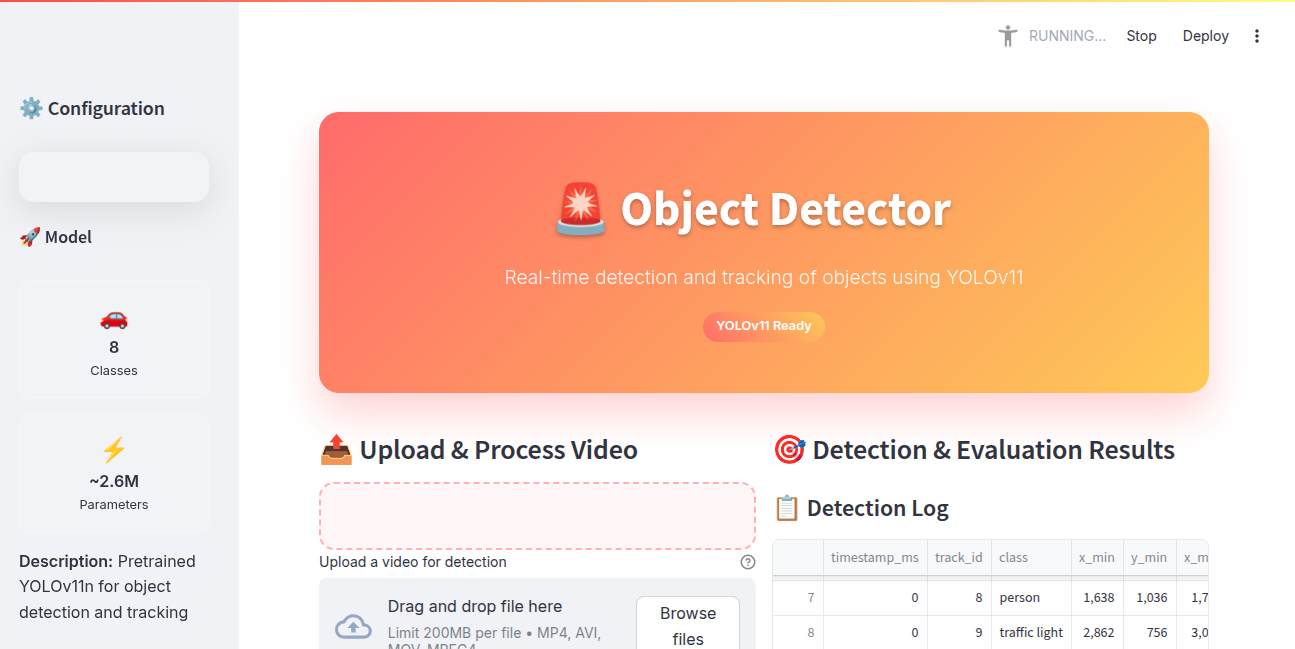 RUNNING...
Stop
Deploy
Configuration
Model
8
Classes
~2.6M
Parameters
Description: Pretrained
YOLOv11n for object
detection and tracking
Object Detector
Real-time detection and tracking of objects using YOLOv11
YOLOv11 Ready
Upload & Process Video
Upload a video for detection
?
Drag and drop file here
Limit 200MB per file • MP4, AVI,
MOV, MPEG4
Browse
files
Detection & Evaluation Results
Detection Log
timestamp_ms track_id class x_min y_min x_m
7 0 8 person 1,638 1,036 1,7
8 0 9 traffic light 2,862 756 3,0